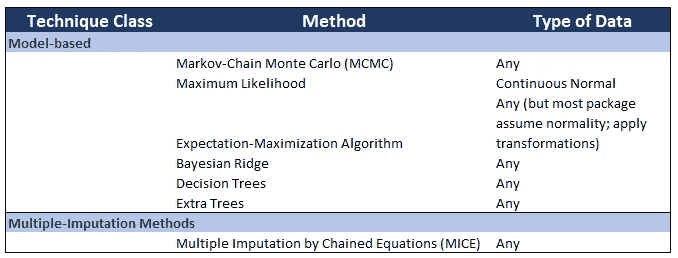 Technique Class Method Type of Data
Model-based
Markov-Chain Monte Carlo (MCMC) Any
Maximum Likelihood Continuous Normal
Any (but most package
assume normality; apply
Expectation-Maximization Algorithm transformations)
Bayesian Ridge Any
Decision Trees Any
Extra Trees Any
Multiple-Imputation Methods
Multiple Imputation by Chained Equations (MICE) Any